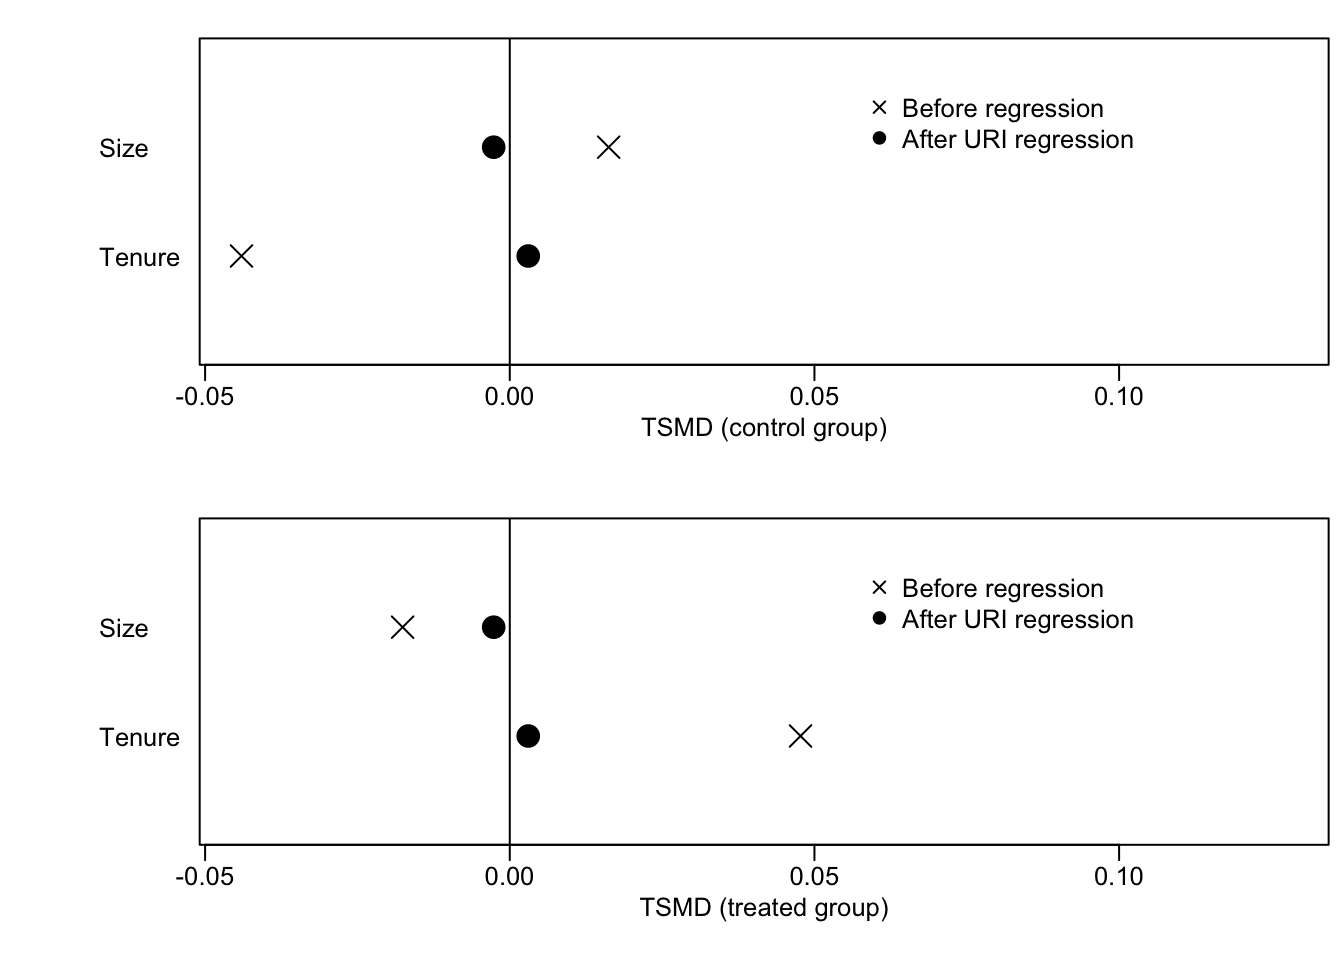 Before regression
Size
After URI regression
Tenure
-0.05 0.00 0.05 0.10
TSMD (control group)
Before regression
Size
After URI regression
Tenure
-0.05 0.00 0.05 0.10
TSMD (treated group)